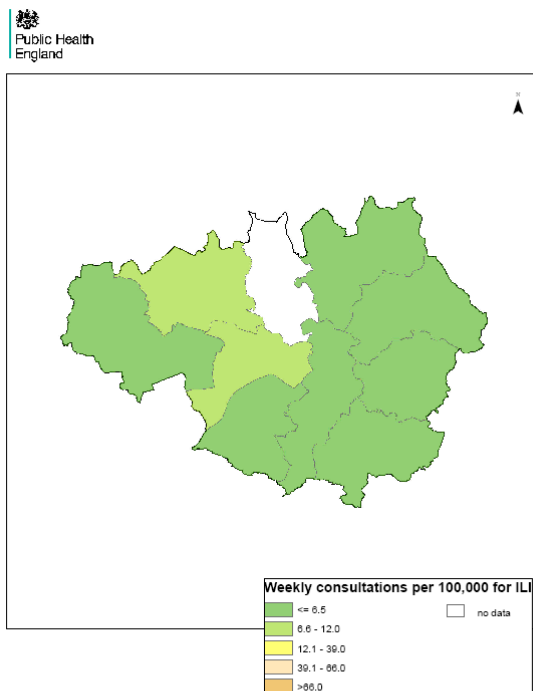 Public Health
England
N
Weekly consultations per 100,000 for ILI
<= 6.5
no data
6.6 - 12.0
12.1 - 39.0
39.1 - 66.0
>66.0